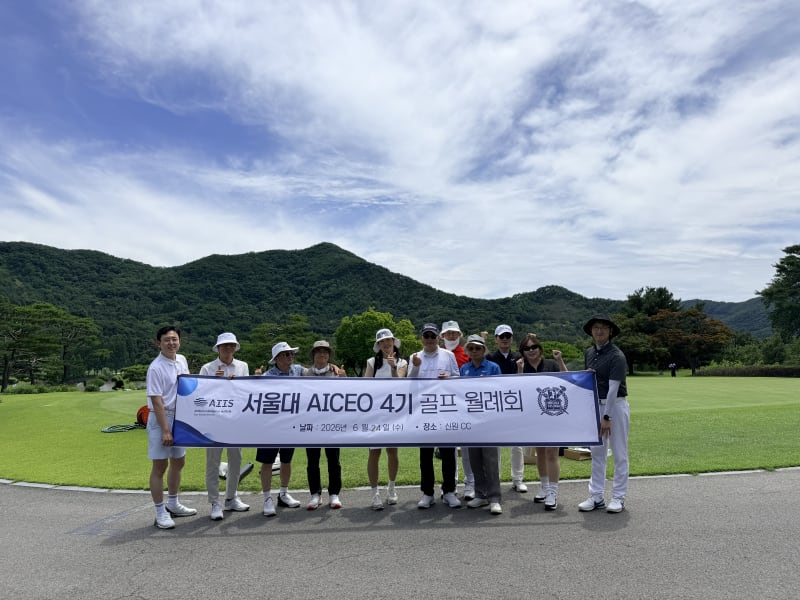 AIIS
서울대 AICEO 4기 골프 월례회
• 날짜 : 2026년 6월 24일 (수) • 장소 : 신원 CC